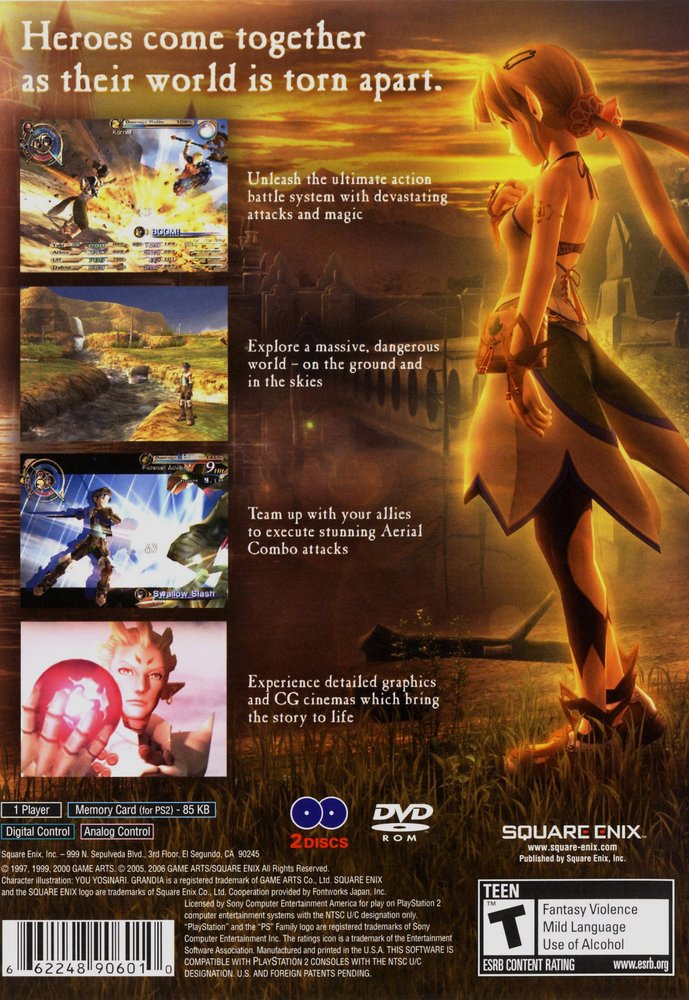 Heroes come together
as their world is torn apart.
Kornell
BOOM!!
Unleash the ultimate action
battle system with devastating
attacks and magic
Explore a massive, dangerous
world - on the ground and
in the skies
Fishman Advisor
Swallow Slash
Team up with your allies
to execute stunning Aerial
Combo attacks
Experience detailed graphics
and CG cinemas which bring
the story to life
1 Player
Memory Card (for PS2) - 85 KB
Digital Control
Analog Control
2 DISCS
DVD
ROM
SQUARE ENIX™
www.square-enix.com
Published by Square Enix, Inc.
Square Enix, Inc. – 999 N. Sepulveda Blvd., 3rd Floor, El Segundo, CA 90245
© 1997, 1999, 2000 GAME ARTS. © 2005, 2006 GAME ARTS/SQUARE ENIX All Rights Reserved.
Character illustration: YOU YOSINARI. GRANDIA is a registered trademark of GAME ARTS Co., Ltd. SQUARE ENIX
and the SQUARE ENIX logo are trademarks of Square Enix Co., Ltd. Cooperation provided by Fontworks Japan, Inc.
Licensed by Sony Computer Entertainment America for play on PlayStation 2
computer entertainment systems with the NTSC U/C designation only.
"PlayStation" and the "PS" Family logo are registered trademarks of Sony
Computer Entertainment Inc. The ratings icon is a trademark of the Entertainment
Software Association. Manufactured and printed in the U.S.A. THIS SOFTWARE IS
COMPATIBLE WITH PLAYSTATION 2 CONSOLES WITH THE NTSC U/C
DESIGNATION. U.S. AND FOREIGN PATENTS PENDING.
6 62248 90601 0
TEEN
T™
Fantasy Violence
Mild Language
Use of Alcohol
ESRB CONTENT RATING
www.esrb.org